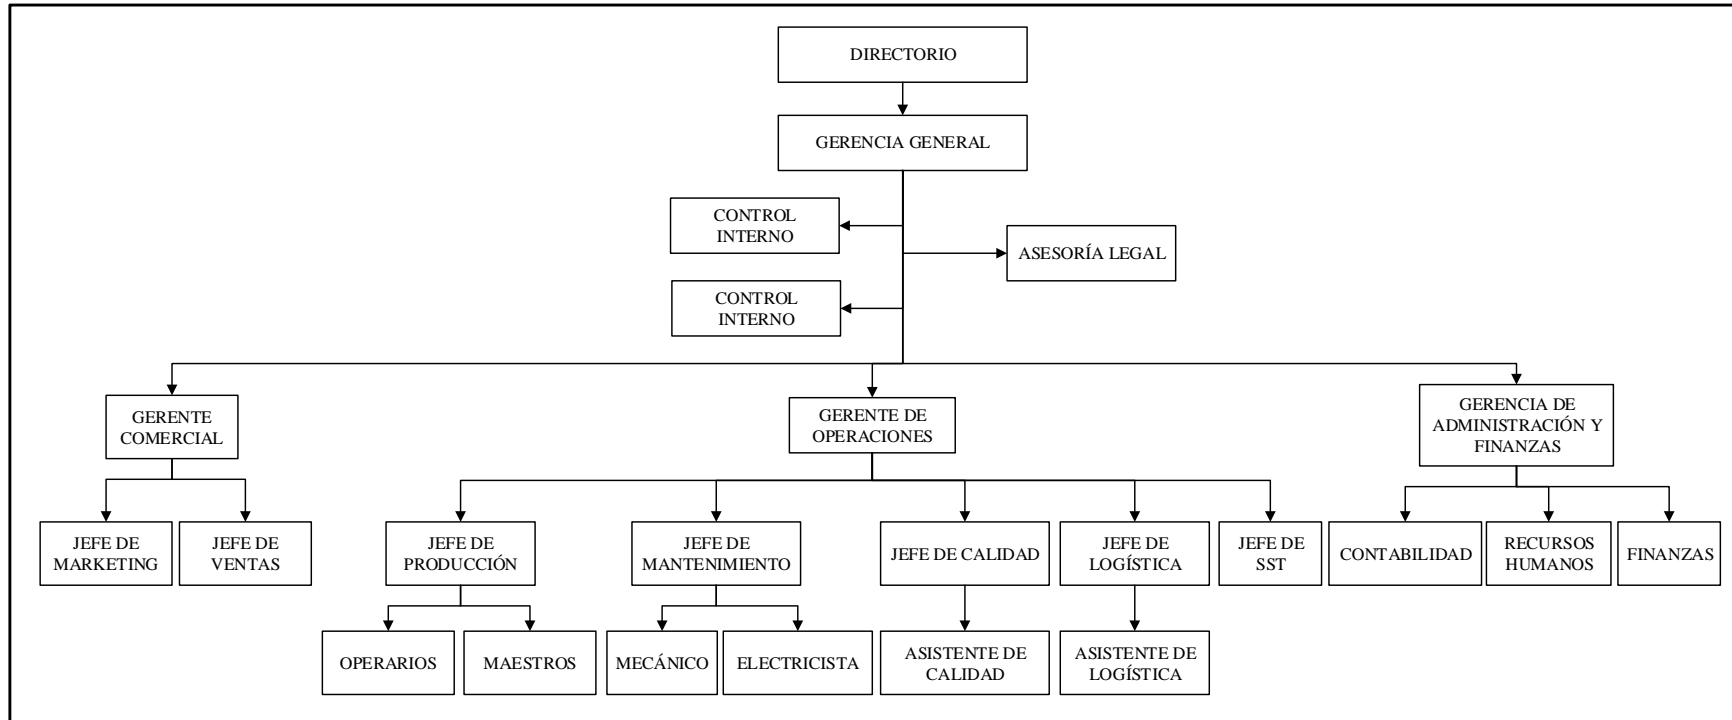 DIRECTORIO
GERENCIA GENERAL
CONTROL
INTERNO
ASESORÍA LEGAL
CONTROL
INTERNO
GERENTE
COMERCIAL
GERENTE DE
OPERACIONES
GERENCIA DE
ADMINISTRACIÓN Y
FINANZAS
JEFE DE
MARKETING
JEFE DE
VENTAS
JEFE DE
PRODUCCIÓN
JEFE DE
MANTENIMIENTO
JEFE DE CALIDAD
JEFE DE
LOGÍSTICA
JEFE DE
SST
CONTABILIDAD
RECURSOS
HUMANOS
FINANZAS
OPERARIOS
MAESTROS
MECÁNICO
ELECTRICISTA
ASISTENTE DE
CALIDAD
ASISTENTE DE
LOGÍSTICA